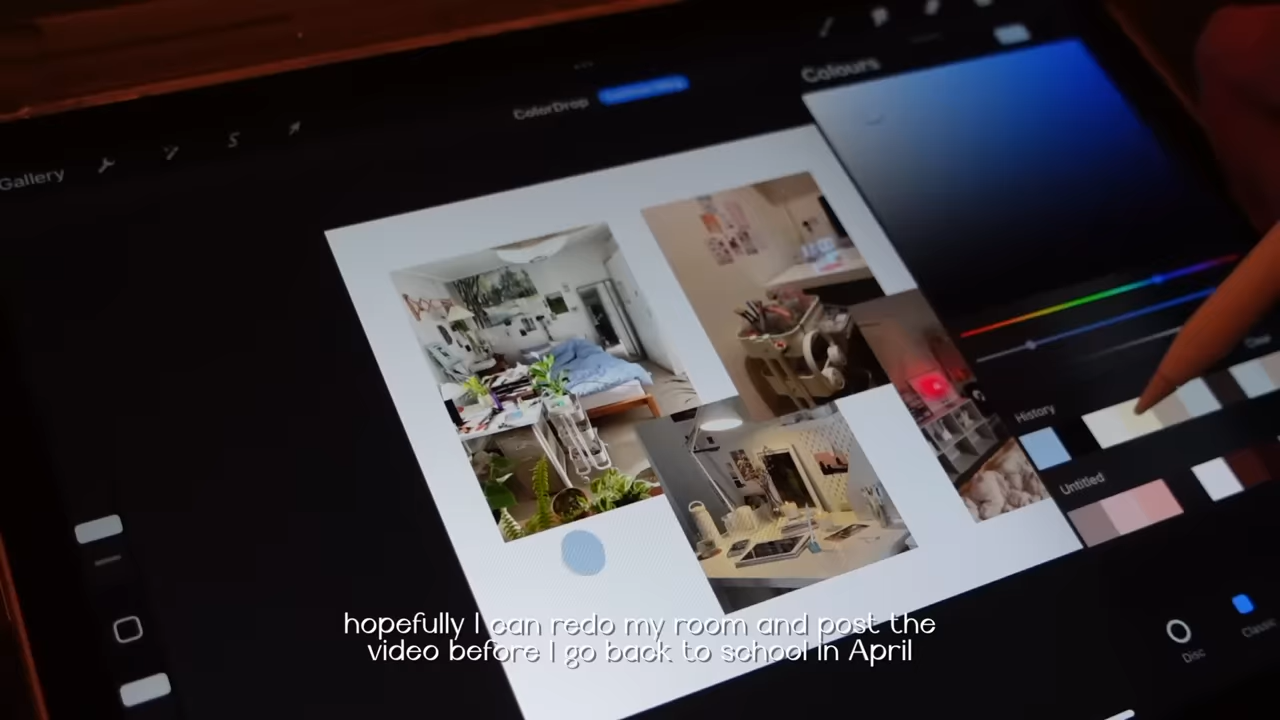 Colours
ColorDrop
Gallery
History
Untitled
hopefully I can redo my room and post the
video before I go back to school in April
Disc
Classic